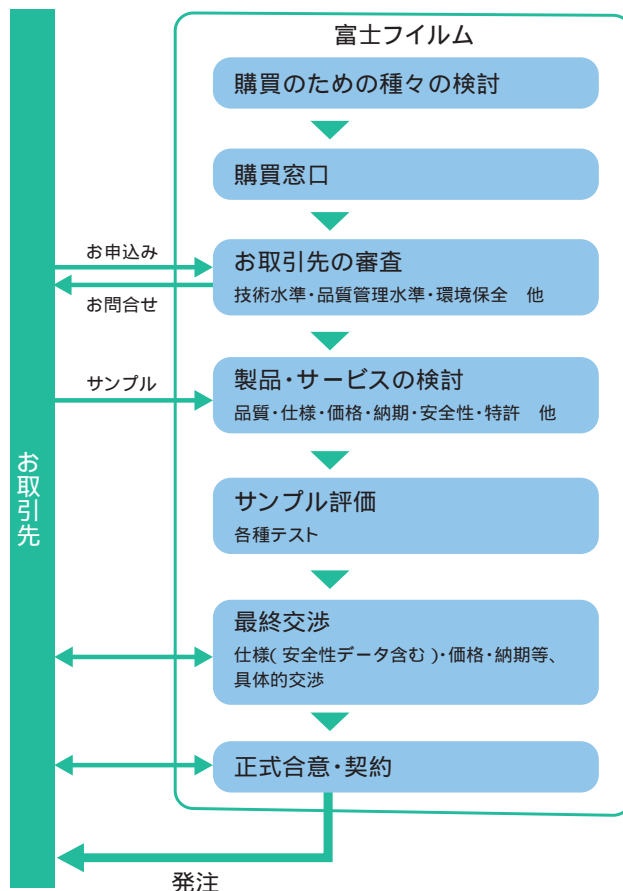 富士フイルム
購買のための種々の検討
購買窓口
お申込み
お取引先の審査
技術水準・品質管理水準・環境保全　他
お問合せ
サンプル
製品・サービスの検討
品質・仕様・価格・納期・安全性・特許　他
お取引先
サンプル評価
各種テスト
最終交渉
仕様(安全性データ含む)・価格・納期等、
具体的交渉
正式合意・契約
発注